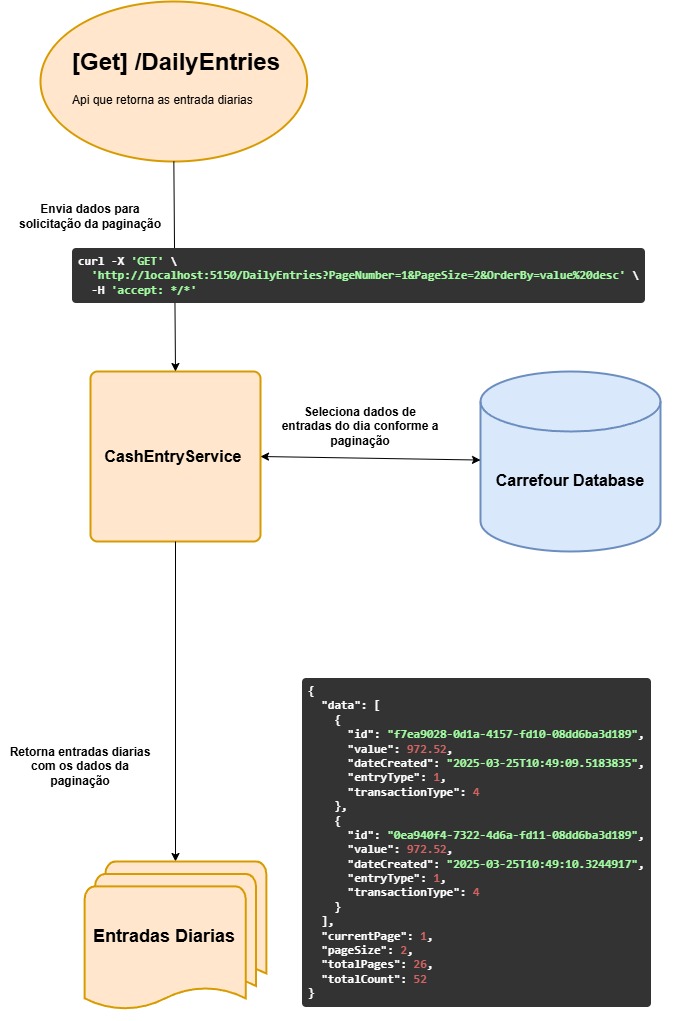 [Get] /DailyEntries
Api que retorna as entrada diarias
Envia dados para
solicitação da paginação
curl -X 'GET' \
  'http://localhost:5150/DailyEntries?PageNumber=1&PageSize=2&OrderBy=value%20desc' \
  -H 'accept: */*'
CashEntryService
Seleciona dados de
entradas do dia conforme a
paginação
Carrefour Database
Retorna entradas diarias
com os dados da
paginação
Entradas Diarias
{
  "data": [
    {
      "id": "f7ea9028-0d1a-4157-fd10-08dd6ba3d189",
      "value": 972.52,
      "dateCreated": "2025-03-25T10:49:09.5183835",
      "entryType": 1,
      "transactionType": 4
    },
    {
      "id": "0ea940f4-7322-4d6a-fd11-08dd6ba3d189",
      "value": 972.52,
      "dateCreated": "2025-03-25T10:49:10.3244917",
      "entryType": 1,
      "transactionType": 4
    }
  ],
  "currentPage": 1,
  "pageSize": 2,
  "totalPages": 26,
  "totalCount": 52
}